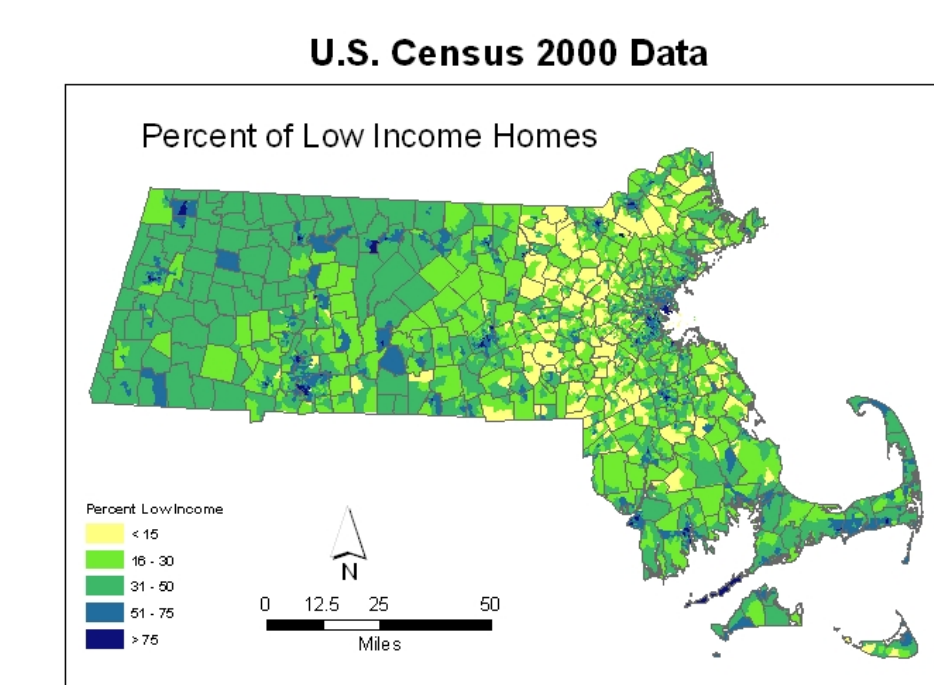 U.S. Census 2000 Data
Percent of Low Income Homes
Percent Low Income
< 15
16 - 30
31 - 50
51 - 75
> 75
N
0 12.5 25 50
Miles